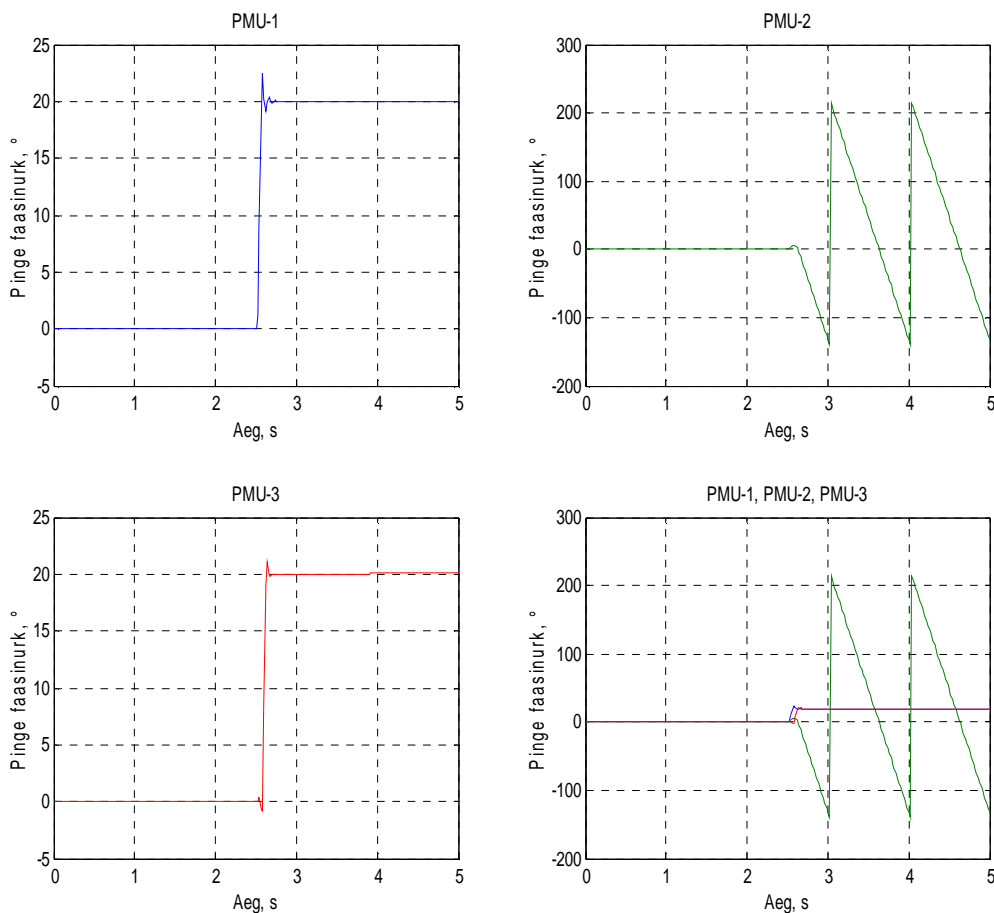 PMU-1
25
20
15
10
5
0
-5
0 1 2 3 4 5
Pinge faasinurk, º
Aeg, s
PMU-2
300
200
100
0
-100
-200
0 1 2 3 4 5
Pinge faasinurk, º
Aeg, s
PMU-3
25
20
15
10
5
0
-5
0 1 2 3 4 5
Pinge faasinurk, º
Aeg, s
PMU-1, PMU-2, PMU-3
300
200
100
0
-100
-200
0 1 2 3 4 5
Pinge faasinurk, º
Aeg, s